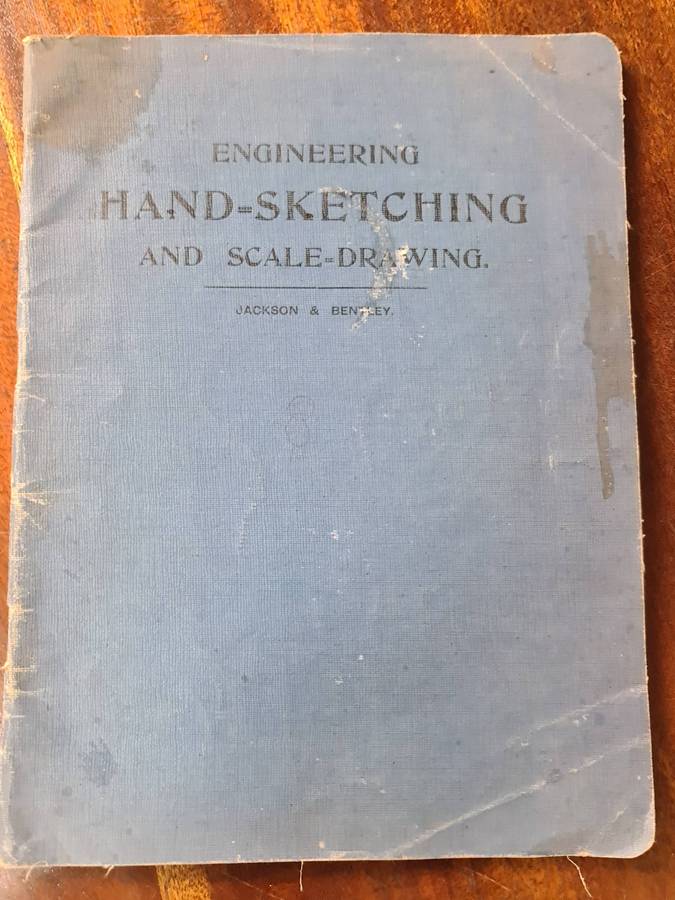 ENGINEERING
HAND-SKETCHING
AND SCALE-DRAWING.
JACKSON & BENTLEY.